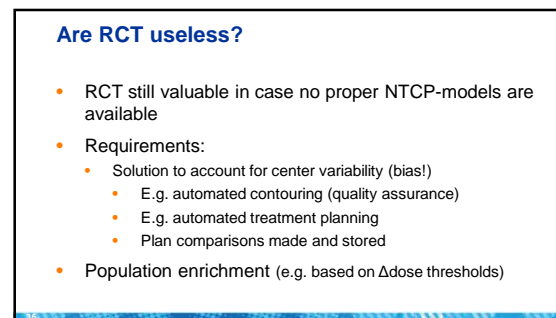 Are RCT useless?
• RCT still valuable in case no proper NTCP-models are
available
• Requirements:
• Solution to account for center variability (bias!)
• E.g. automated contouring (quality assurance)
• E.g. automated treatment planning
• Plan comparisons made and stored
• Population enrichment (e.g. based on Δdose thresholds)